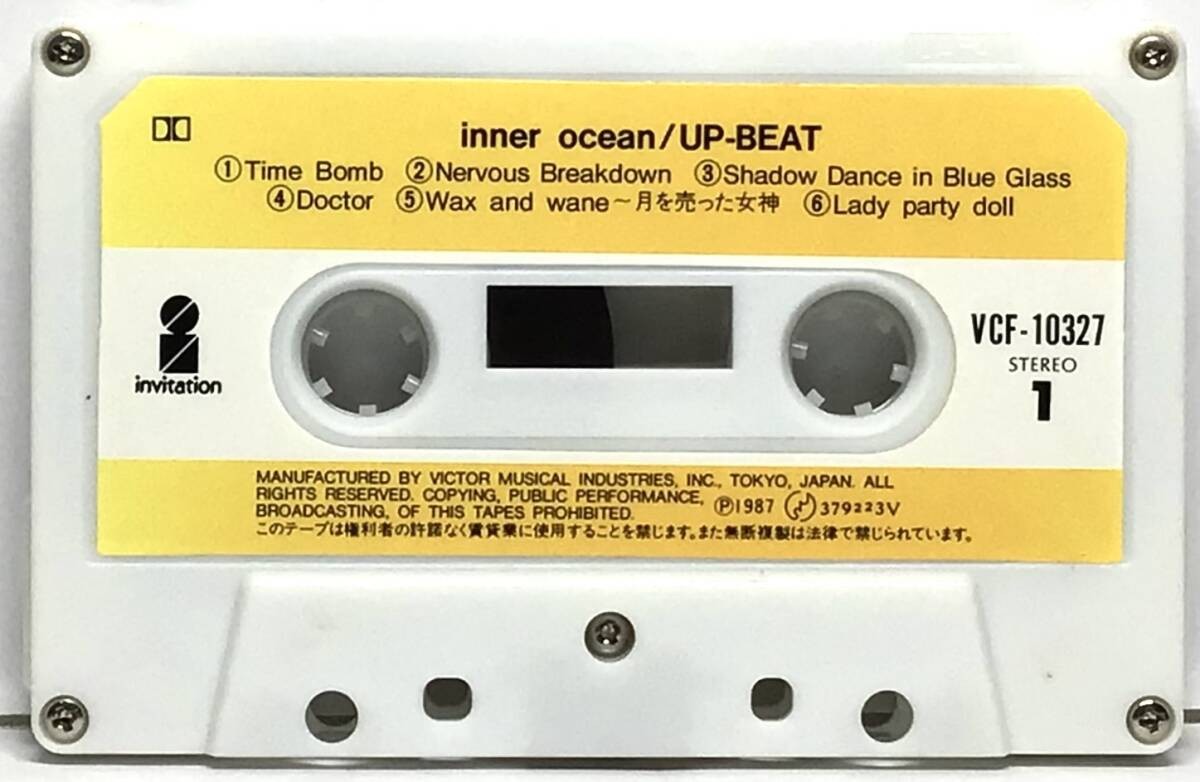 inner ocean/UP-BEAT
①Time Bomb ②Nervous Breakdown ③Shadow Dance in Blue Glass
④Doctor ⑤Wax and wane～月を売った女神 ⑥Lady party doll
invitation
VCF-10327
STEREO
1
MANUFACTURED BY VICTOR MUSICAL INDUSTRIES, INC., TOKYO, JAPAN. ALL
RIGHTS RESERVED. COPYING, PUBLIC PERFORMANCE,
BROADCASTING, OF THIS TAPES PROHIBITED.
Ⓟ1987 379223V
このテープは権利者の許諾なく賃貸業に使用することを禁じます。また無断複製は法律で禁じられています。